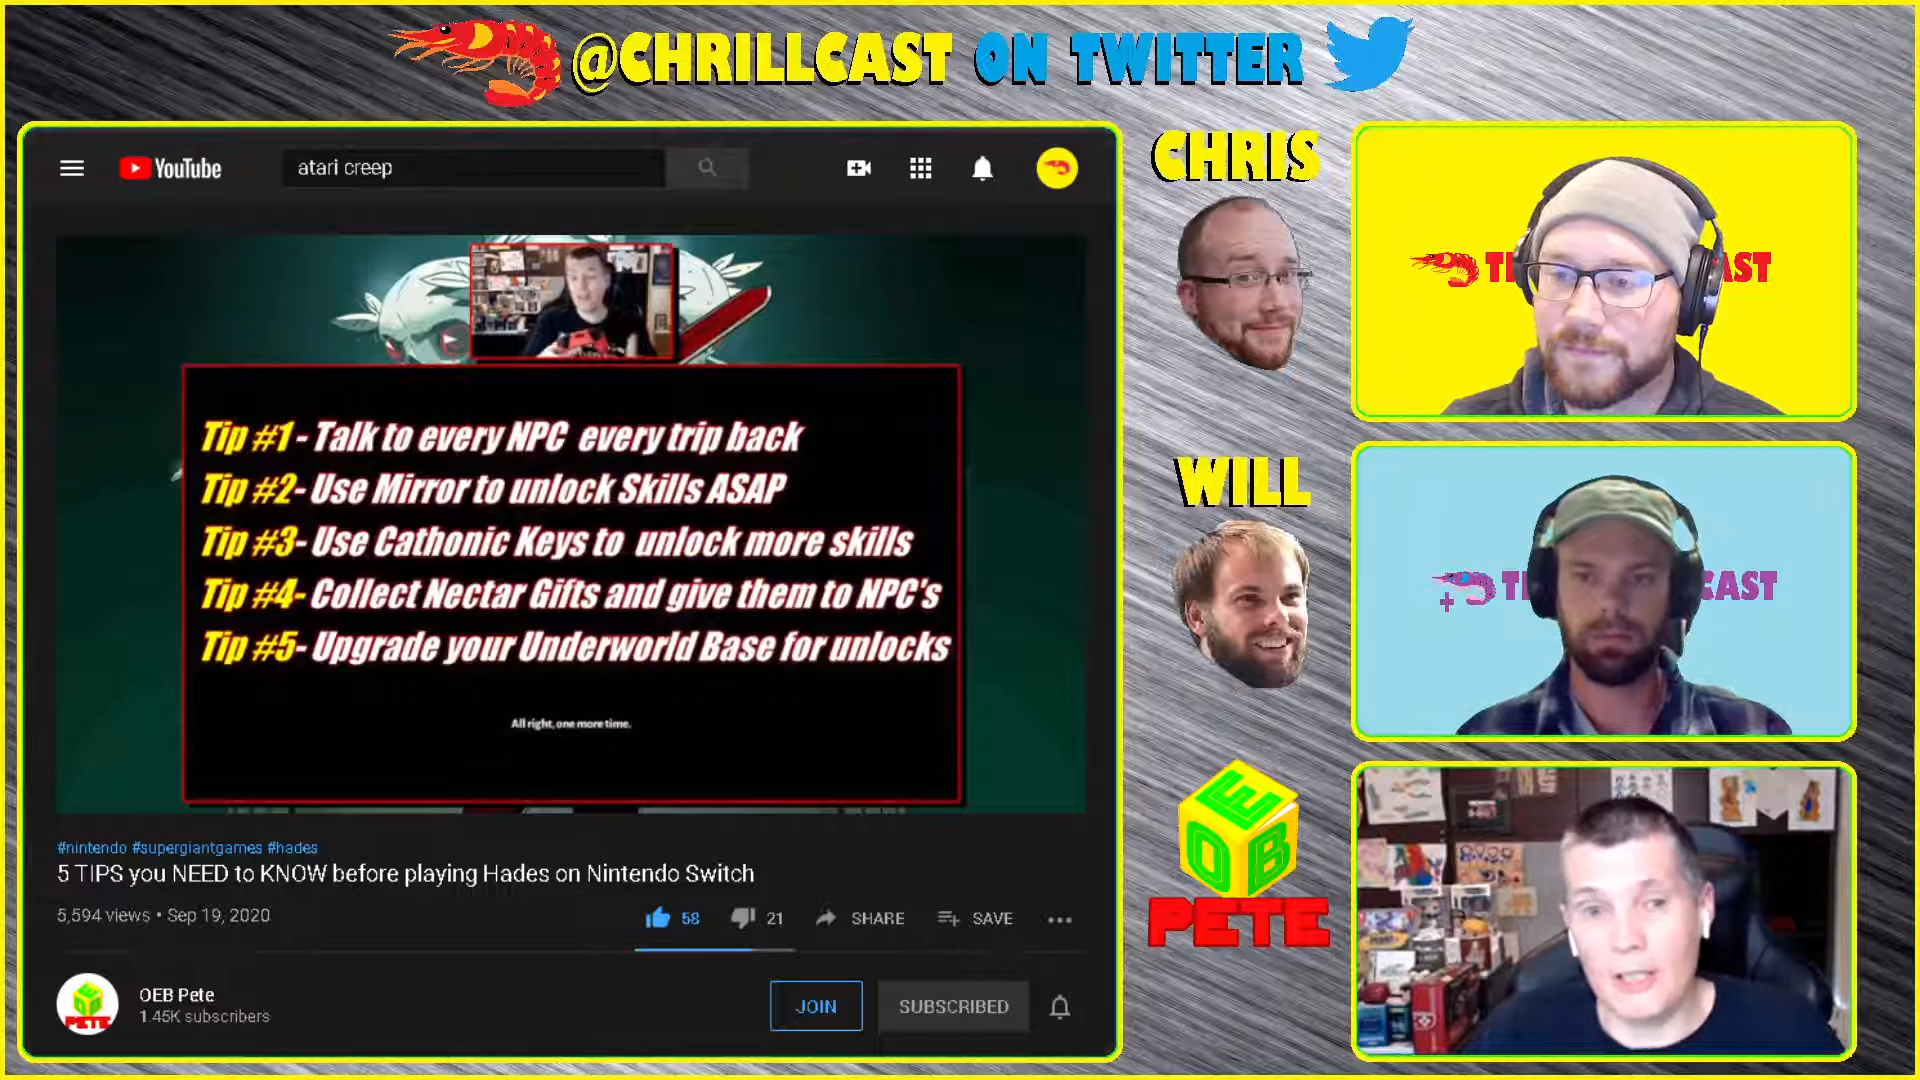 @CHRILLCAST ON TWITTER
YouTube
atari creep
Tip #1 - Talk to every NPC every trip back
Tip #2- Use Mirror to unlock Skills ASAP
Tip #3- Use Cathonic Keys to unlock more skills
Tip #4- Collect Nectar Gifts and give them to NPC's
Tip #5- Upgrade your Underworld Base for unlocks
All right, one more time.
#nintendo #supergiantgames #hades
5 TIPS you NEED to KNOW before playing Hades on Nintendo Switch
5,594 views • Sep 19, 2020
58
21
SHARE
SAVE
OEB Pete
1.45K subscribers
JOIN
SUBSCRIBED
CHRIS
WILL
EOB
PETE